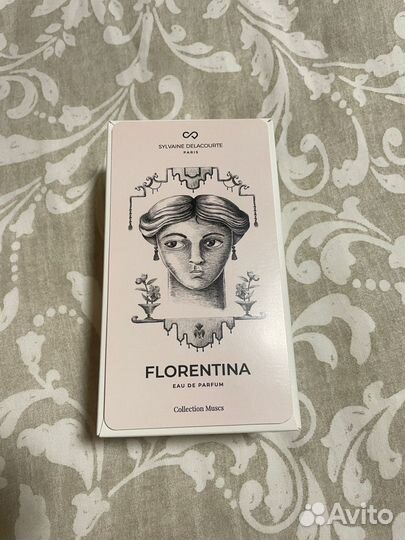 SYLVAINE DELACOURTE
PARIS
FLORENTINA
EAU DE PARFUM
Collection Muscs
Avito